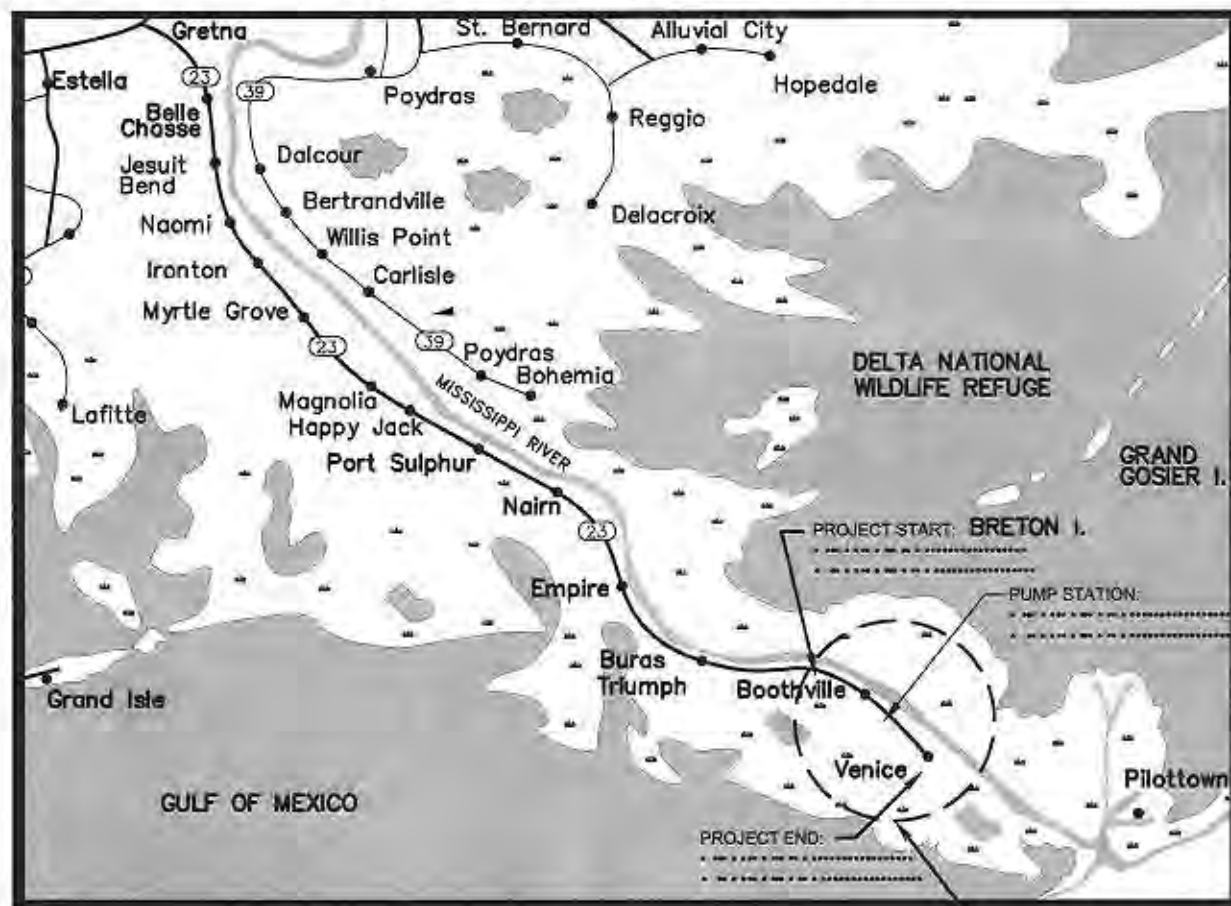 Gretna
St. Bernard
Alluvial City
Estella
23
39
Poydras
Hopedale
Belle
Chasse
Reggio
Jesuit
Bend
Dalcour
Bertrandville
Delacroix
Naomi
Willis Point
Ironton
Carlisle
Myrtle Grove
23
39
Poydras
Bohemia
DELTA NATIONAL
WILDLIFE REFUGE
Lafitte
Magnolia
Happy Jack
MISSISSIPPI RIVER
Port Sulphur
GRAND
GOSIER I.
Nairn
23
PROJECT START: BRETON I.
Empire
PUMP STATION:
Buras
Triumph
Boothville
Grand Isle
Venice
Pilottown
GULF OF MEXICO
PROJECT END: